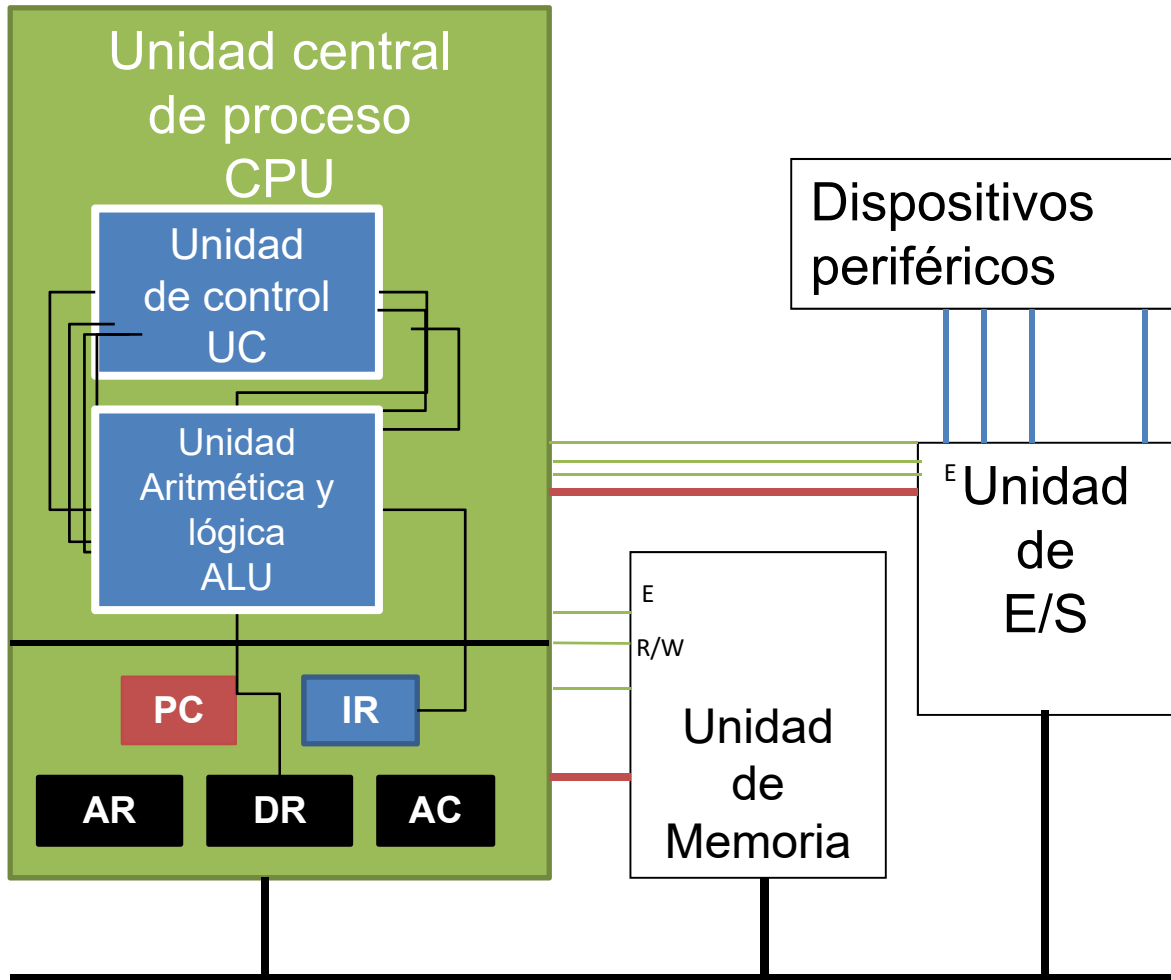 Unidad central
de proceso
CPU
Unidad
de control
UC
Unidad
Aritmética y
lógica
ALU
PC
IR
AR
DR
AC
Dispositivos
periféricos
E
Unidad
de
E/S
E
R/W
Unidad
de
Memoria